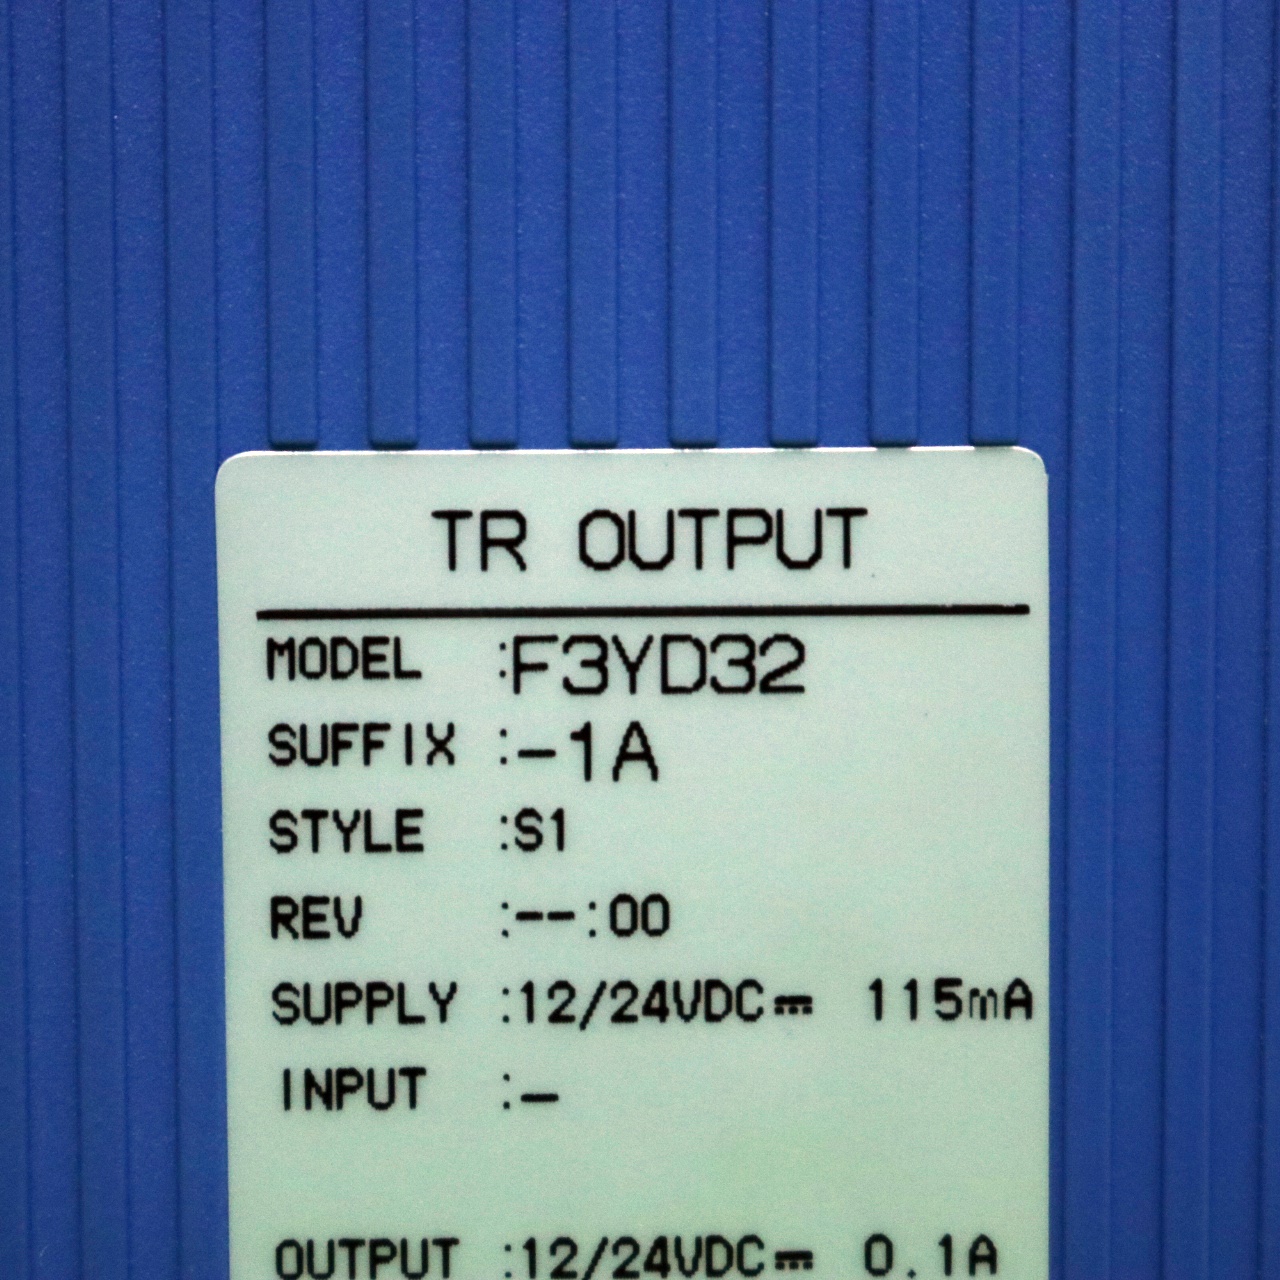 TR OUTPUT
MODEL :F3YD32
SUFFIX :-1A
STYLE :S1
REV :--:00
SUPPLY :12/24VDC⎓ 115mA
INPUT :-
OUTPUT :12/24VDC⎓ 0.1A